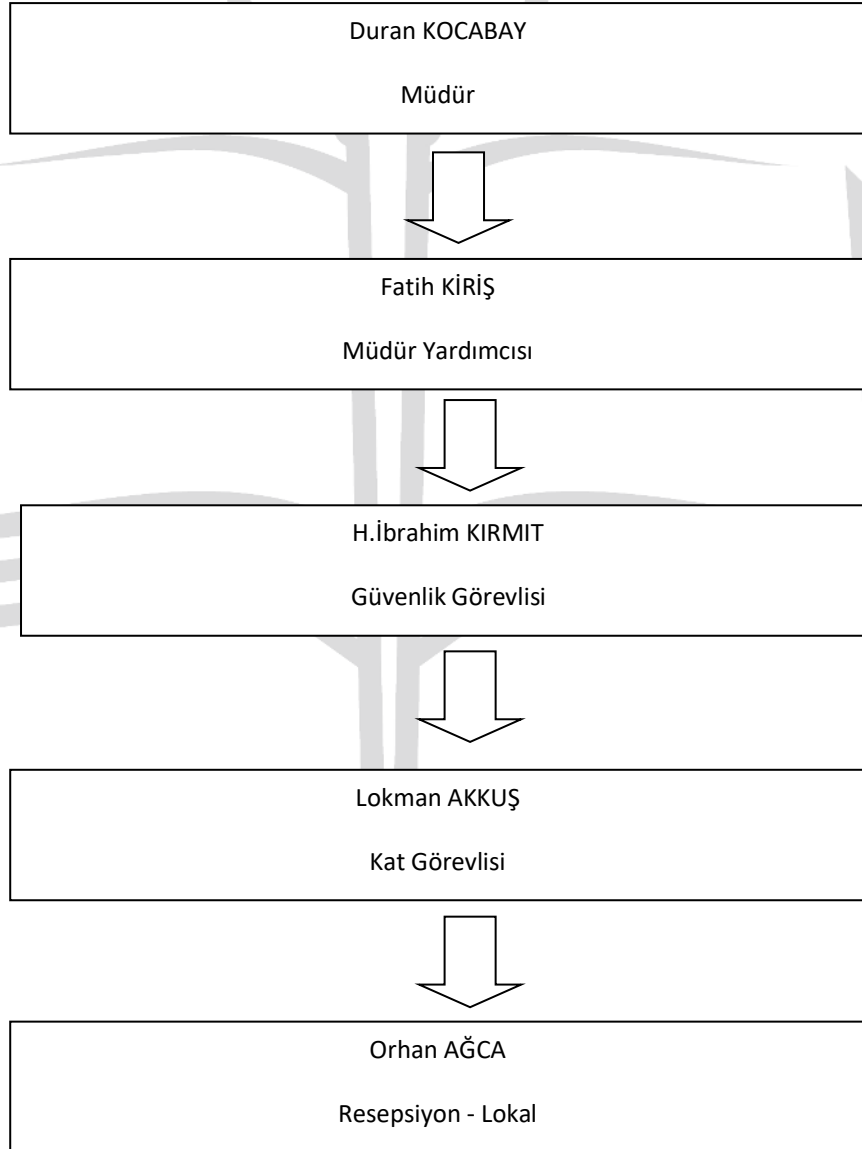 Duran KOCABAY
Müdür
Fatih KİRİŞ
Müdür Yardımcısı
H.İbrahim KIRMIT
Güvenlik Görevlisi
Lokman AKKUŞ
Kat Görevlisi
Orhan AĞCA
Resepsiyon - Lokal